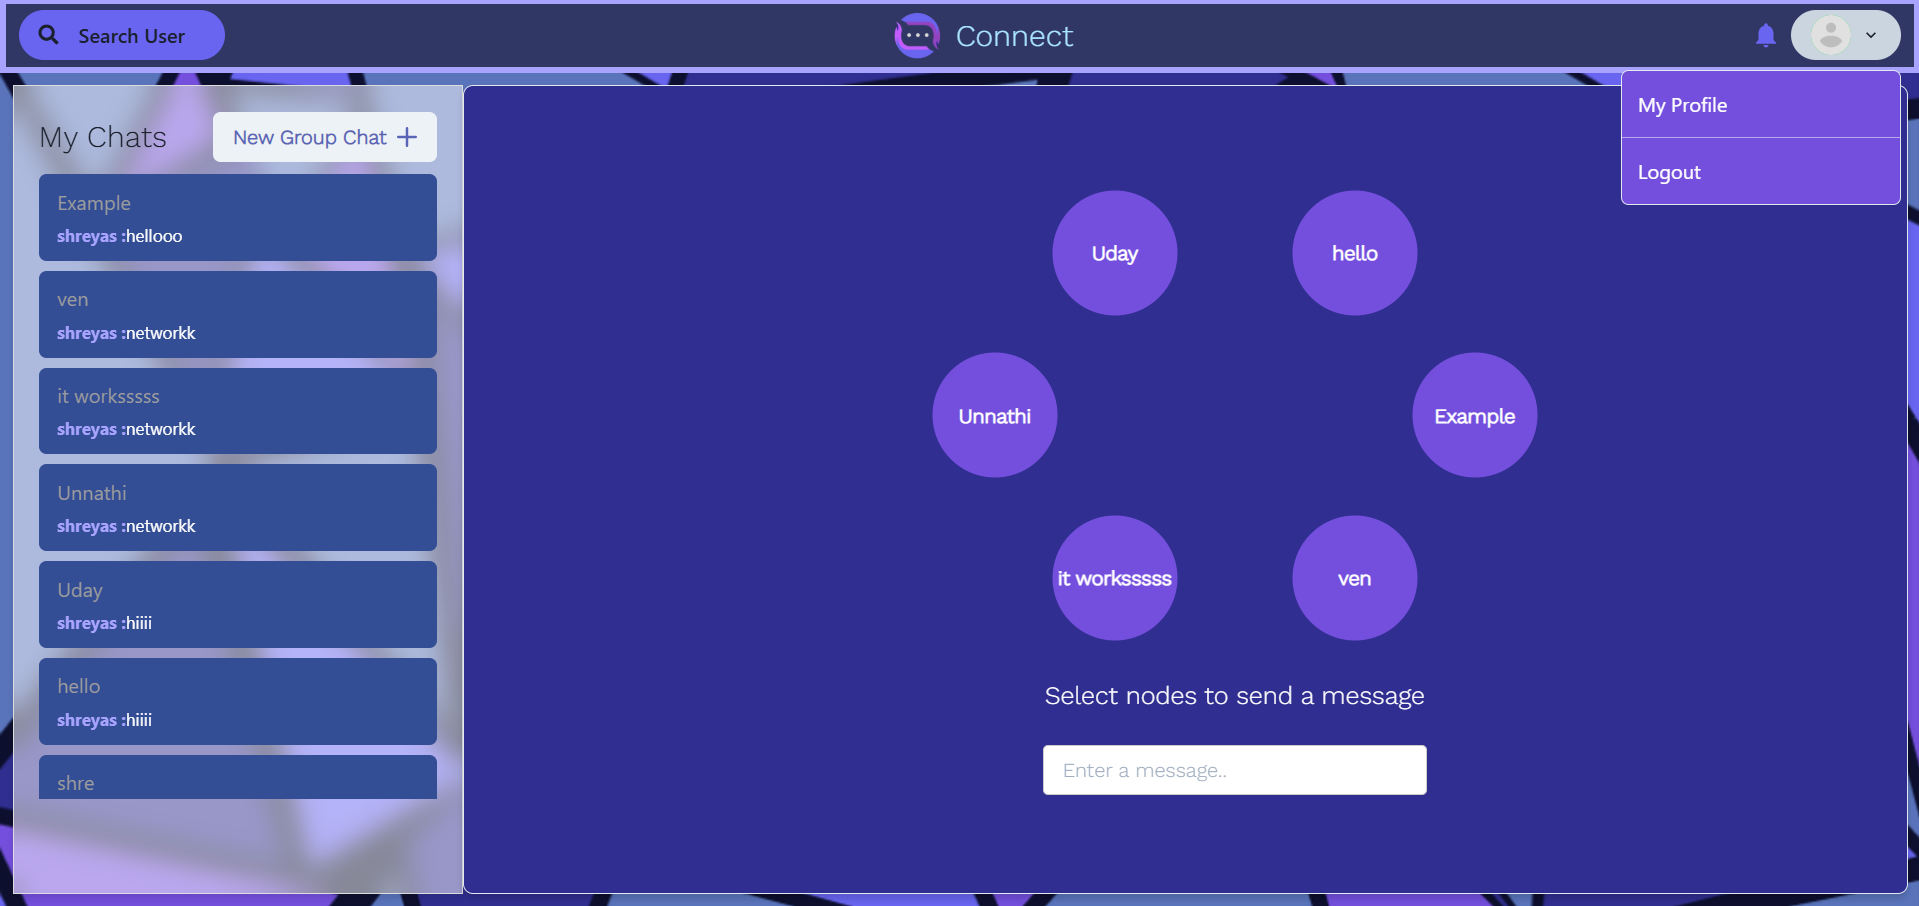 Search User
Connect
My Profile
Logout
My Chats
New Group Chat
Example
shreyas :hellooo
ven
shreyas :networkk
it worksssss
shreyas :networkk
Unnathi
shreyas :networkk
Uday
shreyas :hiiii
hello
shreyas :hiiii
shre
Uday
hello
Unnathi
Example
it worksssss
ven
Select nodes to send a message
Enter a message..